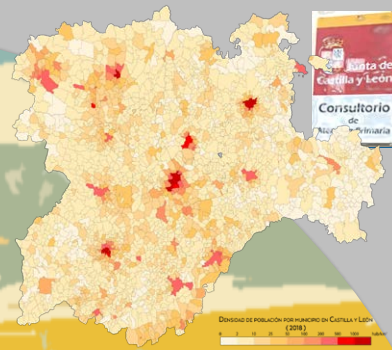 Junta de
Castilla y León
Consultorio
de
Primaria
DENSIDAD DE POBLACIÓN POR MUNICIPIO EN CASTILLA Y LEÓN
(2018)